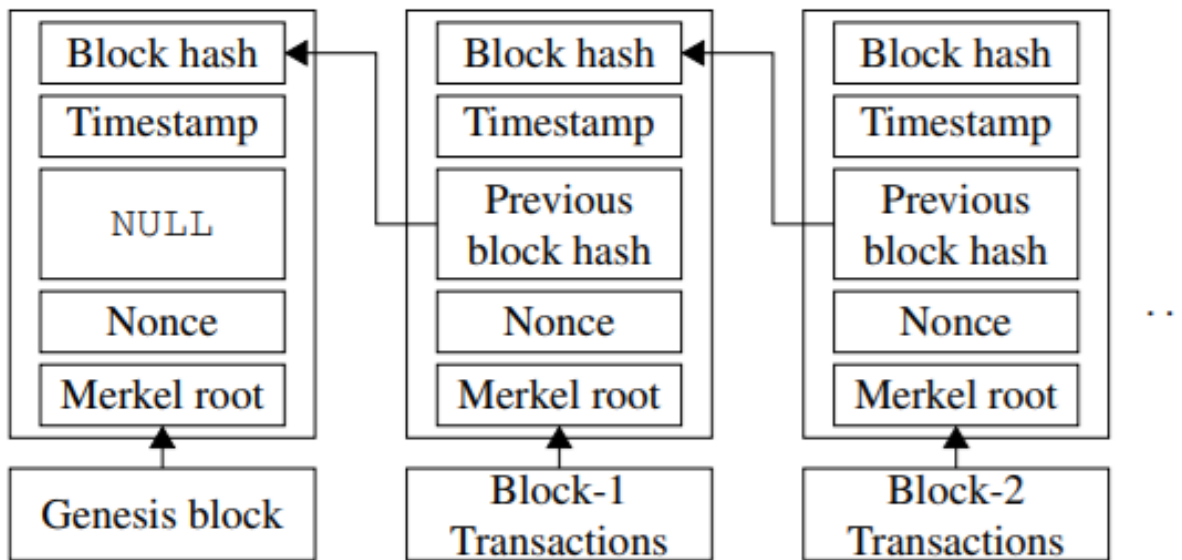 Block hash
Timestamp
NULL
Nonce
Merkel root
Genesis block
Block hash
Timestamp
Previous
block hash
Nonce
Merkel root
Block-1
Transactions
Block hash
Timestamp
Previous
block hash
Nonce
Merkel root
Block-2
Transactions
. .